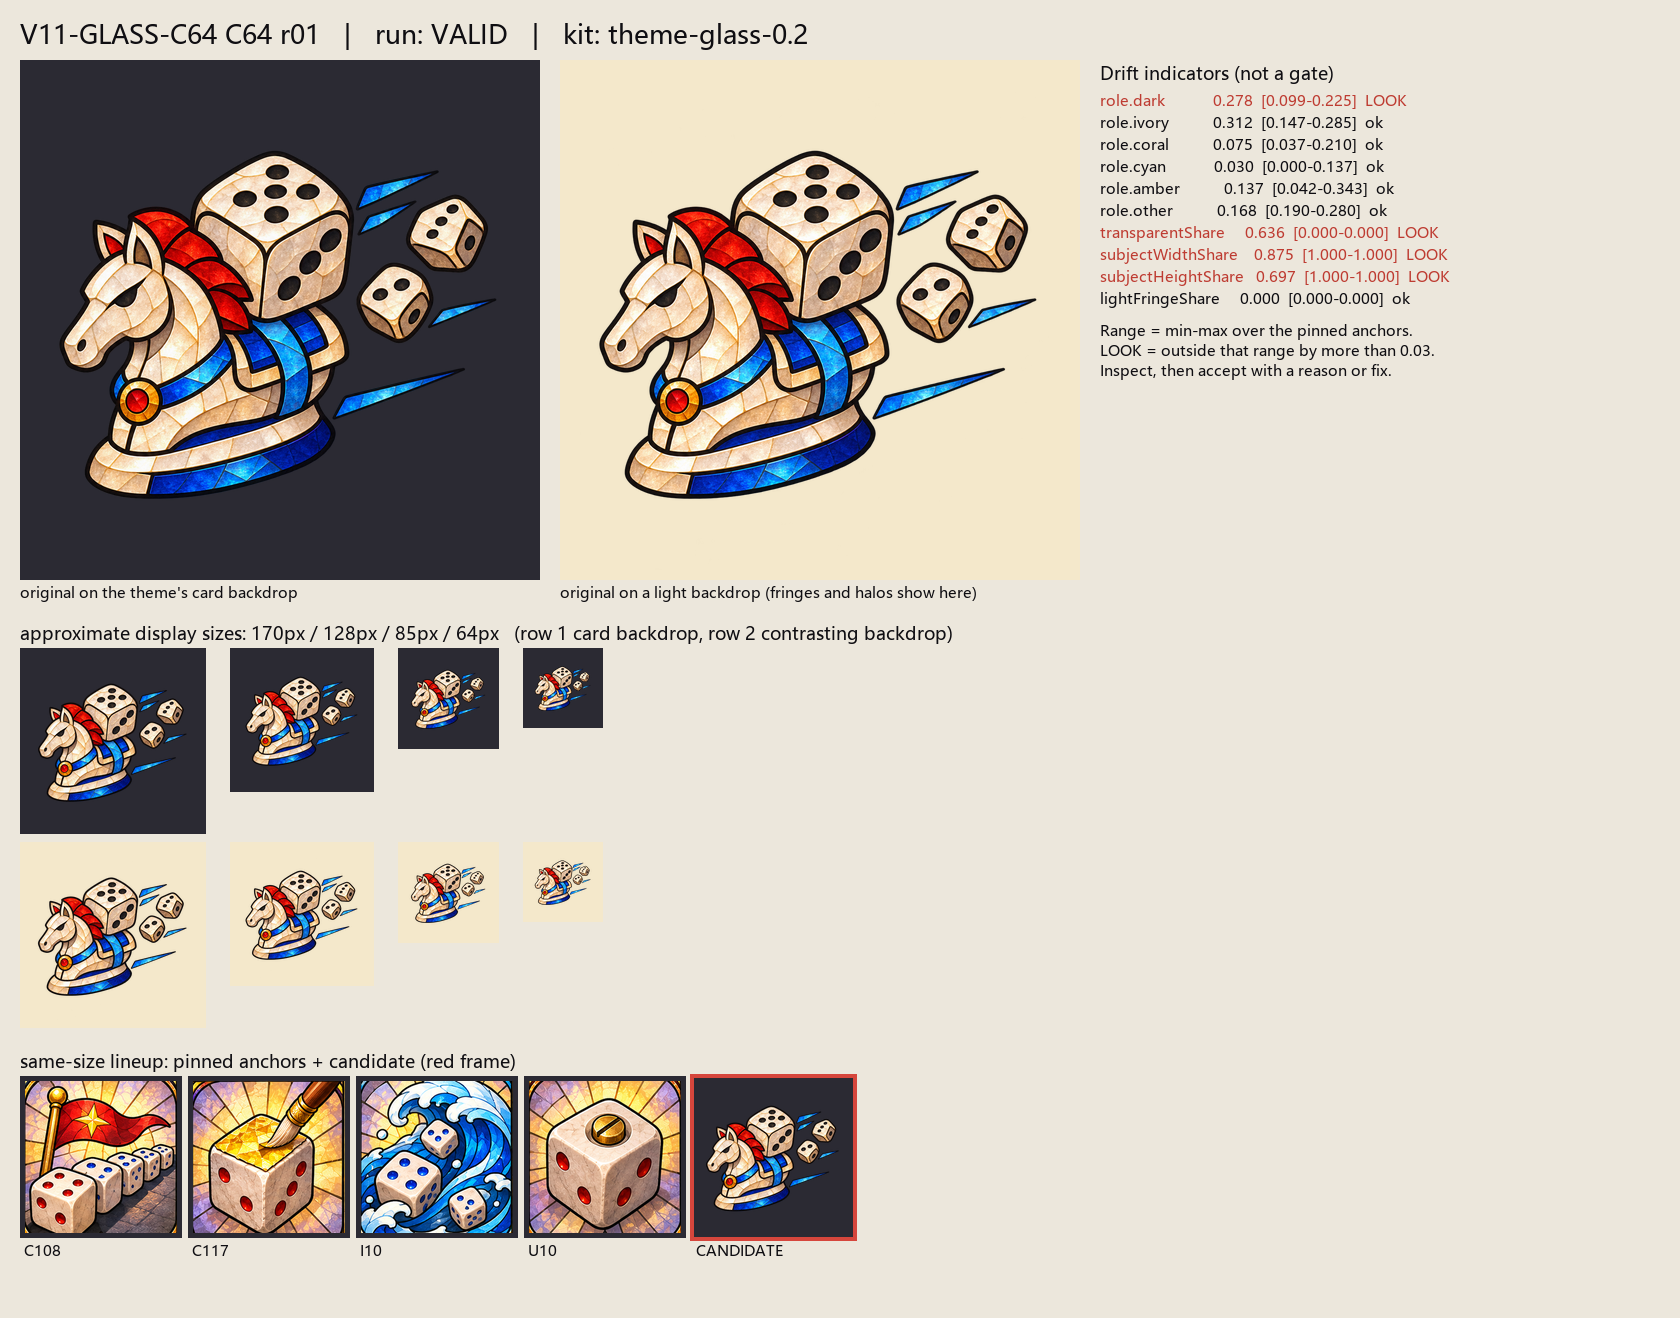 V11-GLASS-C64 C64 r01 | run: VALID | kit: theme-glass-0.2
Drift indicators (not a gate)
role.dark 0.278 [0.099-0.225] LOOK
role.ivory 0.312 [0.147-0.285] ok
role.coral 0.075 [0.037-0.210] ok
role.cyan 0.030 [0.000-0.137] ok
role.amber 0.137 [0.042-0.343] ok
role.other 0.168 [0.190-0.280] ok
transparentShare 0.636 [0.000-0.000] LOOK
subjectWidthShare 0.875 [1.000-1.000] LOOK
subjectHeightShare 0.697 [1.000-1.000] LOOK
lightFringeShare 0.000 [0.000-0.000] ok
Range = min-max over the pinned anchors.
LOOK = outside that range by more than 0.03.
Inspect, then accept with a reason or fix.
original on the theme's card backdrop
original on a light backdrop (fringes and halos show here)
approximate display sizes: 170px / 128px / 85px / 64px (row 1 card backdrop, row 2 contrasting backdrop)
same-size lineup: pinned anchors + candidate (red frame)
C108
C117
I10
U10
CANDIDATE